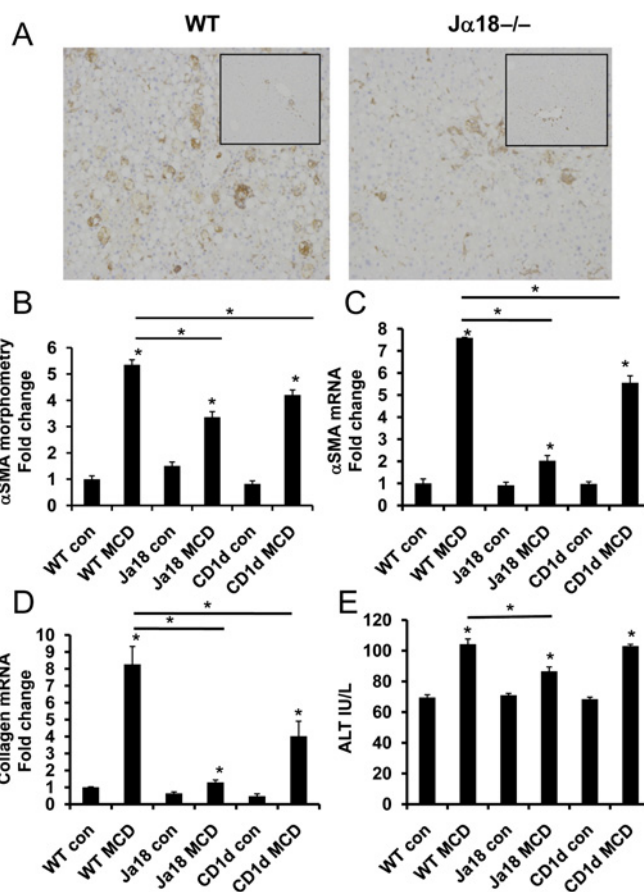 A
WT
Jα18–/–
B
αSMA morphometry
Fold change
6
5
4
3
2
1
0
*
*
*
*
*
WT con
WT MCD
Ja18 con
Ja18 MCD
CD1d con
CD1d MCD
C
αSMA mRNA
Fold change
8
7
6
5
4
3
2
1
0
*
*
*
*
*
WT con
WT MCD
Ja18 con
Ja18 MCD
CD1d con
CD1d MCD
D
Collagen mRNA
Fold change
10
9
8
7
6
5
4
3
2
1
0
*
*
*
*
*
WT con
WT MCD
Ja18 con
Ja18 MCD
CD1d con
CD1d MCD
E
ALT IU/L
120
100
80
60
40
20
0
*
*
*
*
WT con
WT MCD
Ja18 con
Ja18 MCD
CD1d con
CD1d MCD